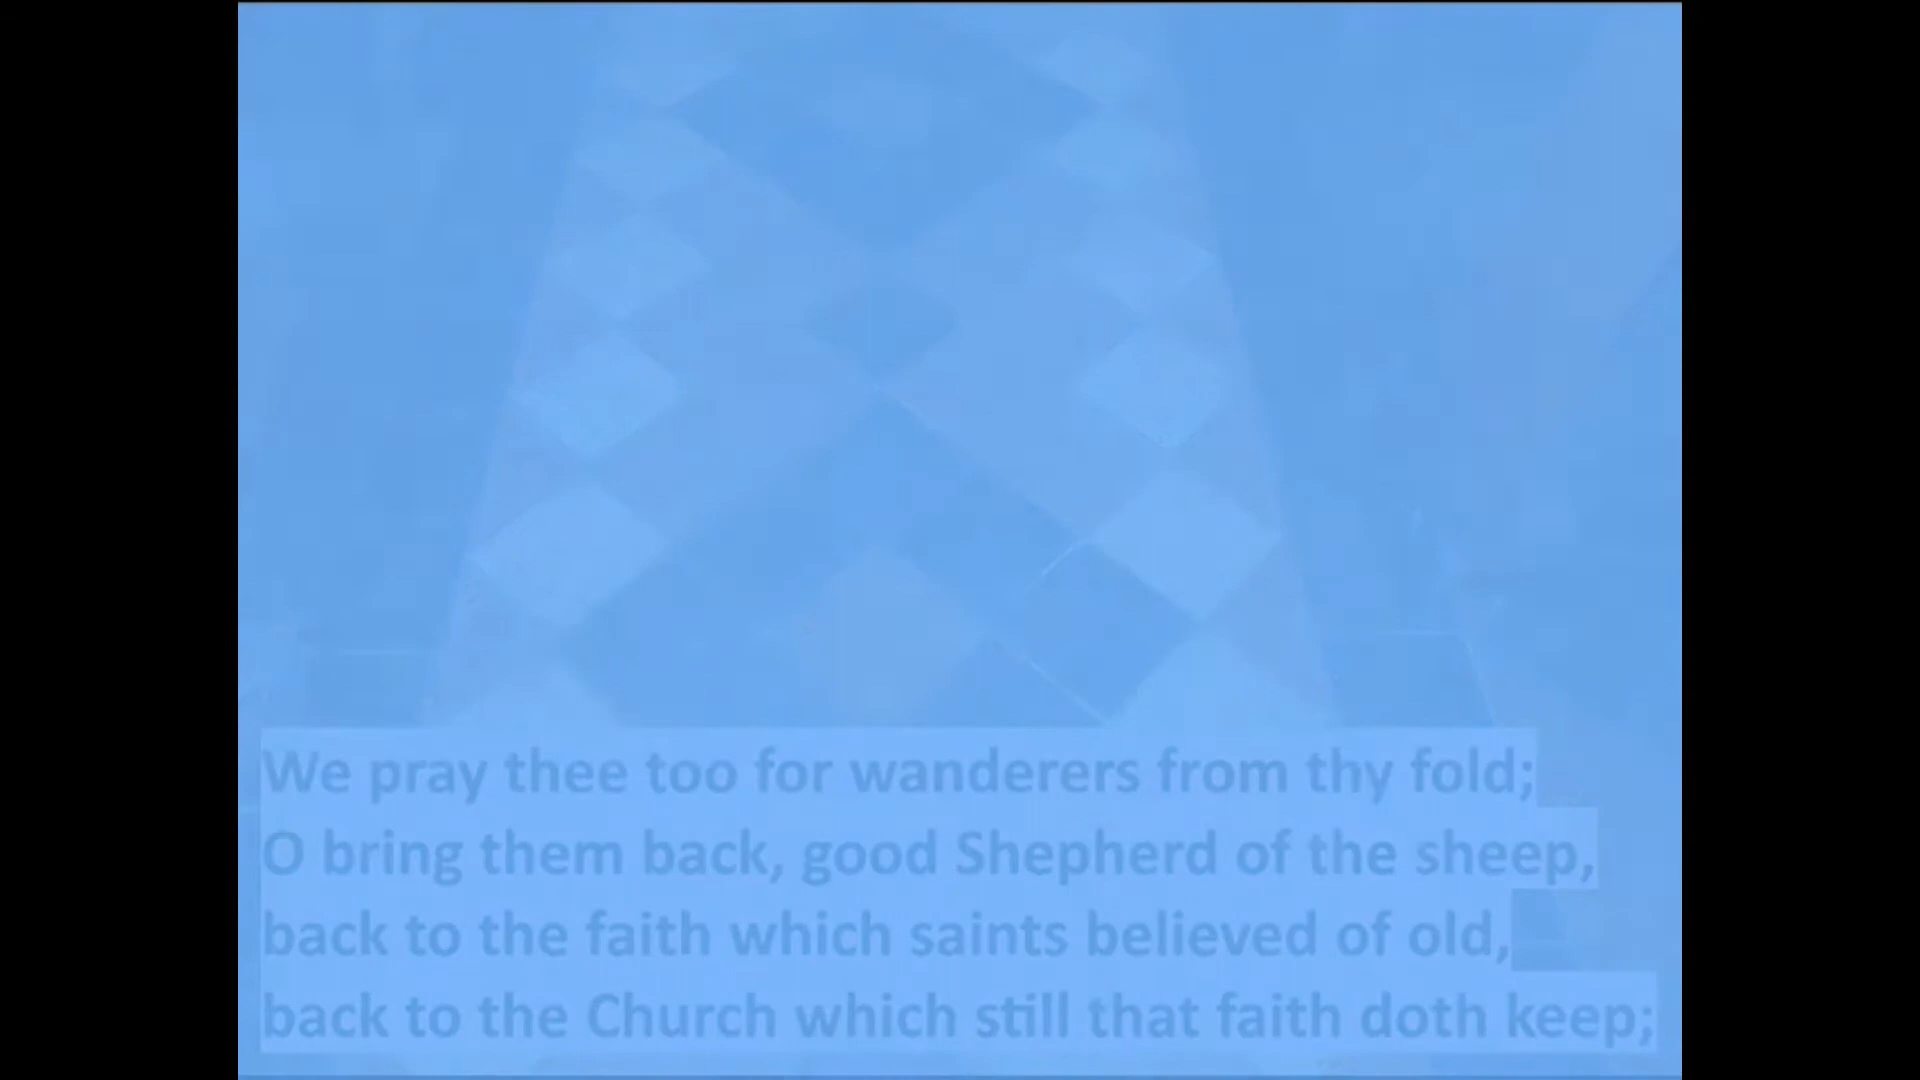 We pray thee too for wanderers from thy fold;
O bring them back, good Shepherd of the sheep,
back to the faith which saints believed of old,
back to the Church which still that faith doth keep;